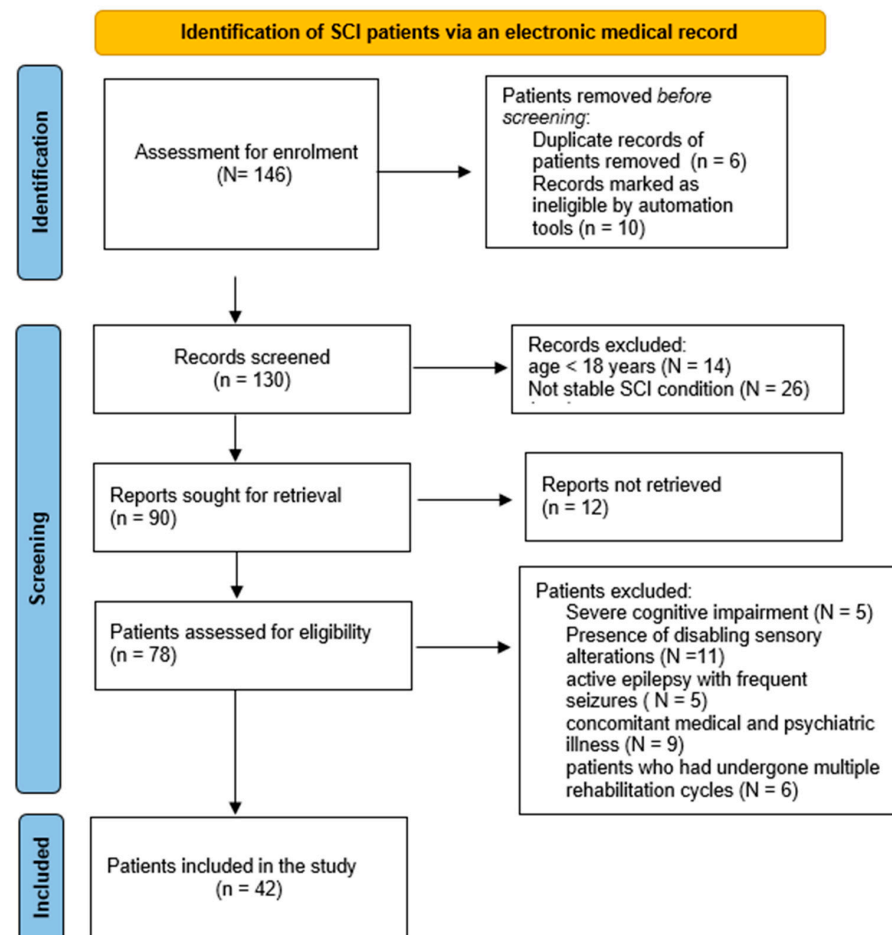 Identification of SCI patients via an electronic medical record
Identification
Assessment for enrolment
(N= 146)
Patients removed before
screening:
Duplicate records of
patients removed (n = 6)
Records marked as
ineligible by automation
tools (n = 10)
Screening
Records screened
(n = 130)
Records excluded:
age < 18 years (N = 14)
Not stable SCI condition (N = 26)
Reports sought for retrieval
(n = 90)
Reports not retrieved
(n = 12)
Patients assessed for eligibility
(n = 78)
Patients excluded:
Severe cognitive impairment (N = 5)
Presence of disabling sensory
alterations (N =11)
active epilepsy with frequent
seizures ( N = 5)
concomitant medical and psychiatric
illness (N = 9)
patients who had undergone multiple
rehabilitation cycles (N = 6)
Included
Patients included in the study
(n = 42)